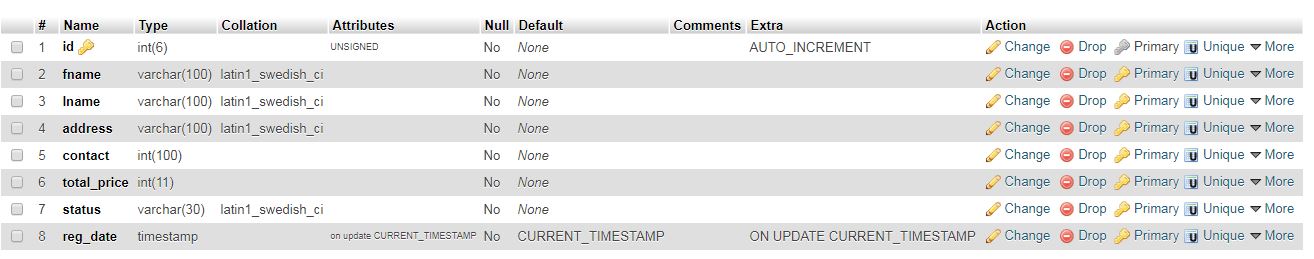 # Name Type Collation Attributes Null Default Comments Extra Action
1 id int(6) UNSIGNED No None AUTO_INCREMENT Change Drop Primary Unique More
2 fname varchar(100) latin1_swedish_ci No None Change Drop Primary Unique More
3 lname varchar(100) latin1_swedish_ci No None Change Drop Primary Unique More
4 address varchar(100) latin1_swedish_ci No None Change Drop Primary Unique More
5 contact int(100) No None Change Drop Primary Unique More
6 total_price int(11) No None Change Drop Primary Unique More
7 status varchar(30) latin1_swedish_ci No None Change Drop Primary Unique More
8 reg_date timestamp on update CURRENT_TIMESTAMP No CURRENT_TIMESTAMP ON UPDATE CURRENT_TIMESTAMP Change Drop Primary Unique More